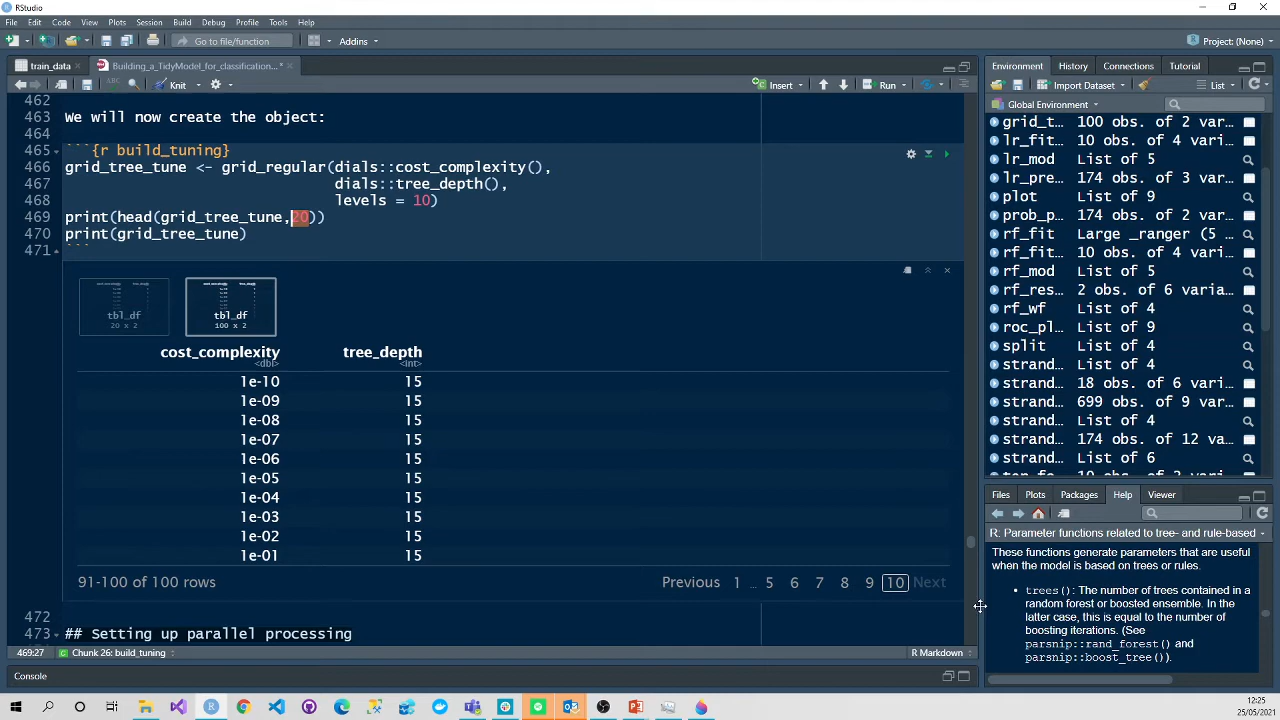 RStudio
File Edit Code View Plots Session Build Debug Profile Tools Help
Go to file/function Addins Project: (None)
train_data Building_a_TidyModel_for_classification...* Environment History Connections Tutorial
ABC Knit Insert Run Import Dataset List
Global Environment
462
463 We will now create the object:
464
465 ```{r build_tuning}
466 grid_tree_tune <- grid_regular(dials::cost_complexity(),
467 dials::tree_depth(),
468 levels = 10)
469 print(head(grid_tree_tune,20))
470 print(grid_tree_tune)
471 ```
tbl_df tbl_df
20 x 2 100 x 2
cost_complexity tree_depth
<dbl> <int>
1e-10 15
1e-09 15
1e-08 15
1e-07 15
1e-06 15
1e-05 15
1e-04 15
1e-03 15
1e-02 15
1e-01 15
91-100 of 100 rows Previous 1 ... 5 6 7 8 9 10 Next
472
473 ## Setting up parallel processing
469:27 Chunk 26: build_tuning R Markdown
Console
grid_t... 100 obs. of 2 var...
lr_fit 10 obs. of 4 vari...
lr_mod List of 5
lr_pre... 174 obs. of 3 var...
plot List of 9
prob_p... 174 obs. of 2 var...
rf_fit Large _ranger (5 ...
rf_fit... 10 obs. of 4 vari...
rf_mod List of 5
rf_res... 2 obs. of 6 varia...
rf_wf List of 4
roc_pl... List of 9
split List of 4
strand... List of 4
strand... 18 obs. of 6 vari...
strand... 699 obs. of 9 var...
strand... List of 4
strand... 174 obs. of 12 var...
strand... List of 6
Files Plots Packages Help Viewer
R: Parameter functions related to tree- and rule-based
These functions generate parameters that are useful
when the model is based on trees or rules.
• trees(): The number of trees contained in a
random forest or boosted ensemble. In the
latter case, this is equal to the number of
boosting iterations. (See
parsnip::rand_forest() and
parsnip::boost_tree()).
12:25
25/05/2021